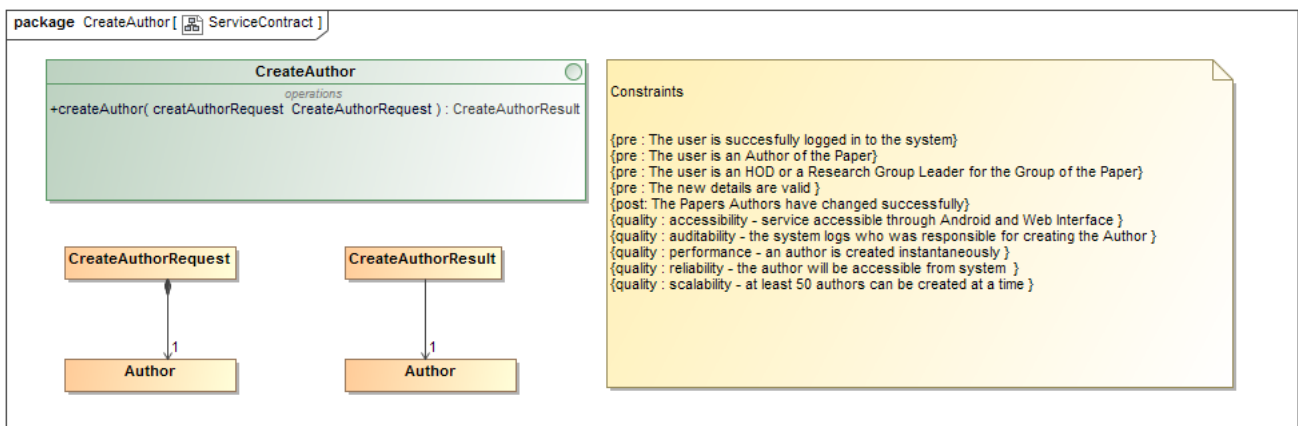 package CreateAuthor [ ServiceContract ]
CreateAuthor
operations
+createAuthor( creatAuthorRequest CreateAuthorRequest ) : CreateAuthorResult
Constraints
{pre : The user is succesfully logged in to the system}
{pre : The user is an Author of the Paper}
{pre : The user is an HOD or a Research Group Leader for the Group of the Paper}
{pre : The new details are valid }
{post: The Papers Authors have changed successfully}
{quality : accessibility - service accessible through Android and Web Interface }
{quality : auditability - the system logs who was responsible for creating the Author }
{quality : performance - an author is created instantaneously }
{quality : reliability - the author will be accessible from system }
{quality : scalability - at least 50 authors can be created at a time }
CreateAuthorRequest
1
Author
CreateAuthorResult
1
Author